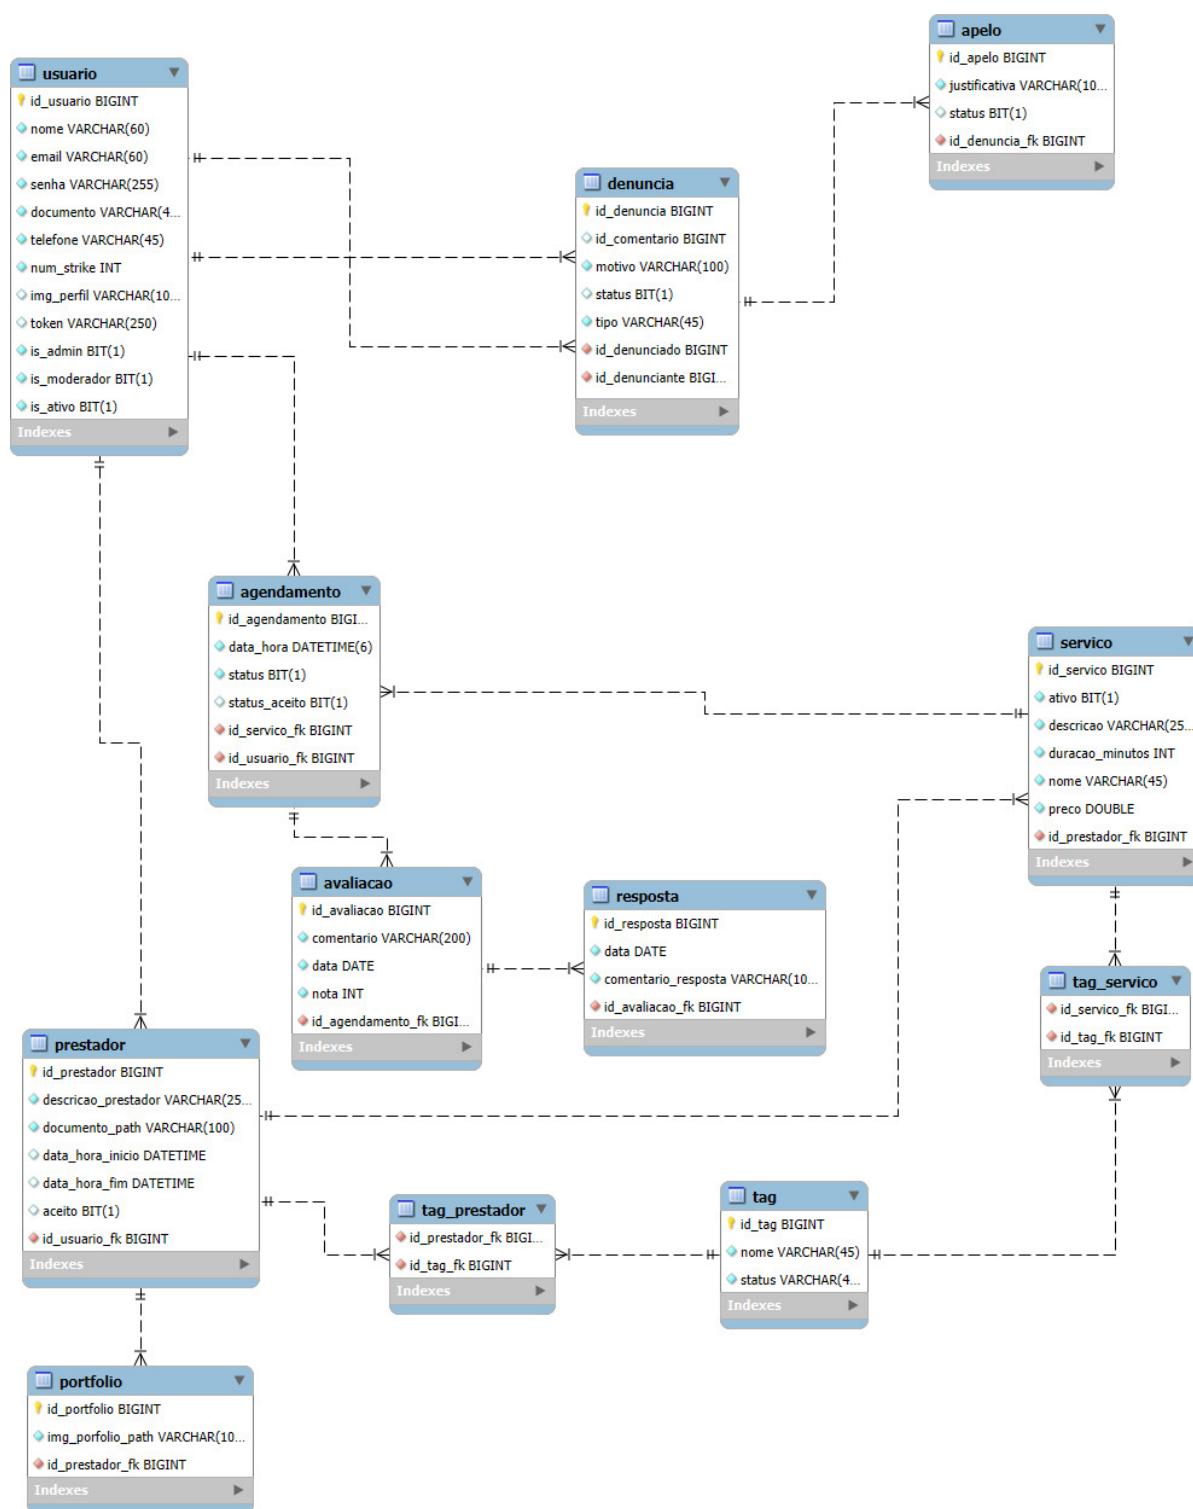 apelo
id_apelo BIGINT
justificativa VARCHAR(10...
status BIT(1)
id_denuncia_fk BIGINT
Indexes
usuario
id_usuario BIGINT
nome VARCHAR(60)
email VARCHAR(60)
senha VARCHAR(255)
documento VARCHAR(4...
telefone VARCHAR(45)
num_strike INT
img_perfil VARCHAR(10...
token VARCHAR(250)
is_admin BIT(1)
is_moderador BIT(1)
is_ativo BIT(1)
Indexes
denuncia
id_denuncia BIGINT
id_comentario BIGINT
motivo VARCHAR(100)
status BIT(1)
tipo VARCHAR(45)
id_denunciado BIGINT
id_denunciante BIGI...
Indexes
agendamento
id_agendamento BIGI...
data_hora DATETIME(6)
status BIT(1)
status_aceito BIT(1)
id_servico_fk BIGINT
id_usuario_fk BIGINT
Indexes
servico
id_servico BIGINT
ativo BIT(1)
descricao VARCHAR(25...
duracao_minutos INT
nome VARCHAR(45)
preco DOUBLE
id_prestador_fk BIGINT
Indexes
avaliacao
id_avaliacao BIGINT
comentario VARCHAR(200)
data DATE
nota INT
id_agendamento_fk BIGI...
Indexes
resposta
id_resposta BIGINT
data DATE
comentario_resposta VARCHAR(10...
id_avaliacao_fk BIGINT
Indexes
tag_servico
id_servico_fk BIGI...
id_tag_fk BIGINT
Indexes
prestador
id_prestador BIGINT
descricao_prestador VARCHAR(25...
documento_path VARCHAR(100)
data_hora_inicio DATETIME
data_hora_fim DATETIME
aceito BIT(1)
id_usuario_fk BIGINT
Indexes
tag_prestador
id_prestador_fk BIGI...
id_tag_fk BIGINT
Indexes
tag
id_tag BIGINT
nome VARCHAR(45)
status VARCHAR(4...
Indexes
portfolio
id_portfolio BIGINT
img_porfolio_path VARCHAR(10...
id_prestador_fk BIGINT
Indexes